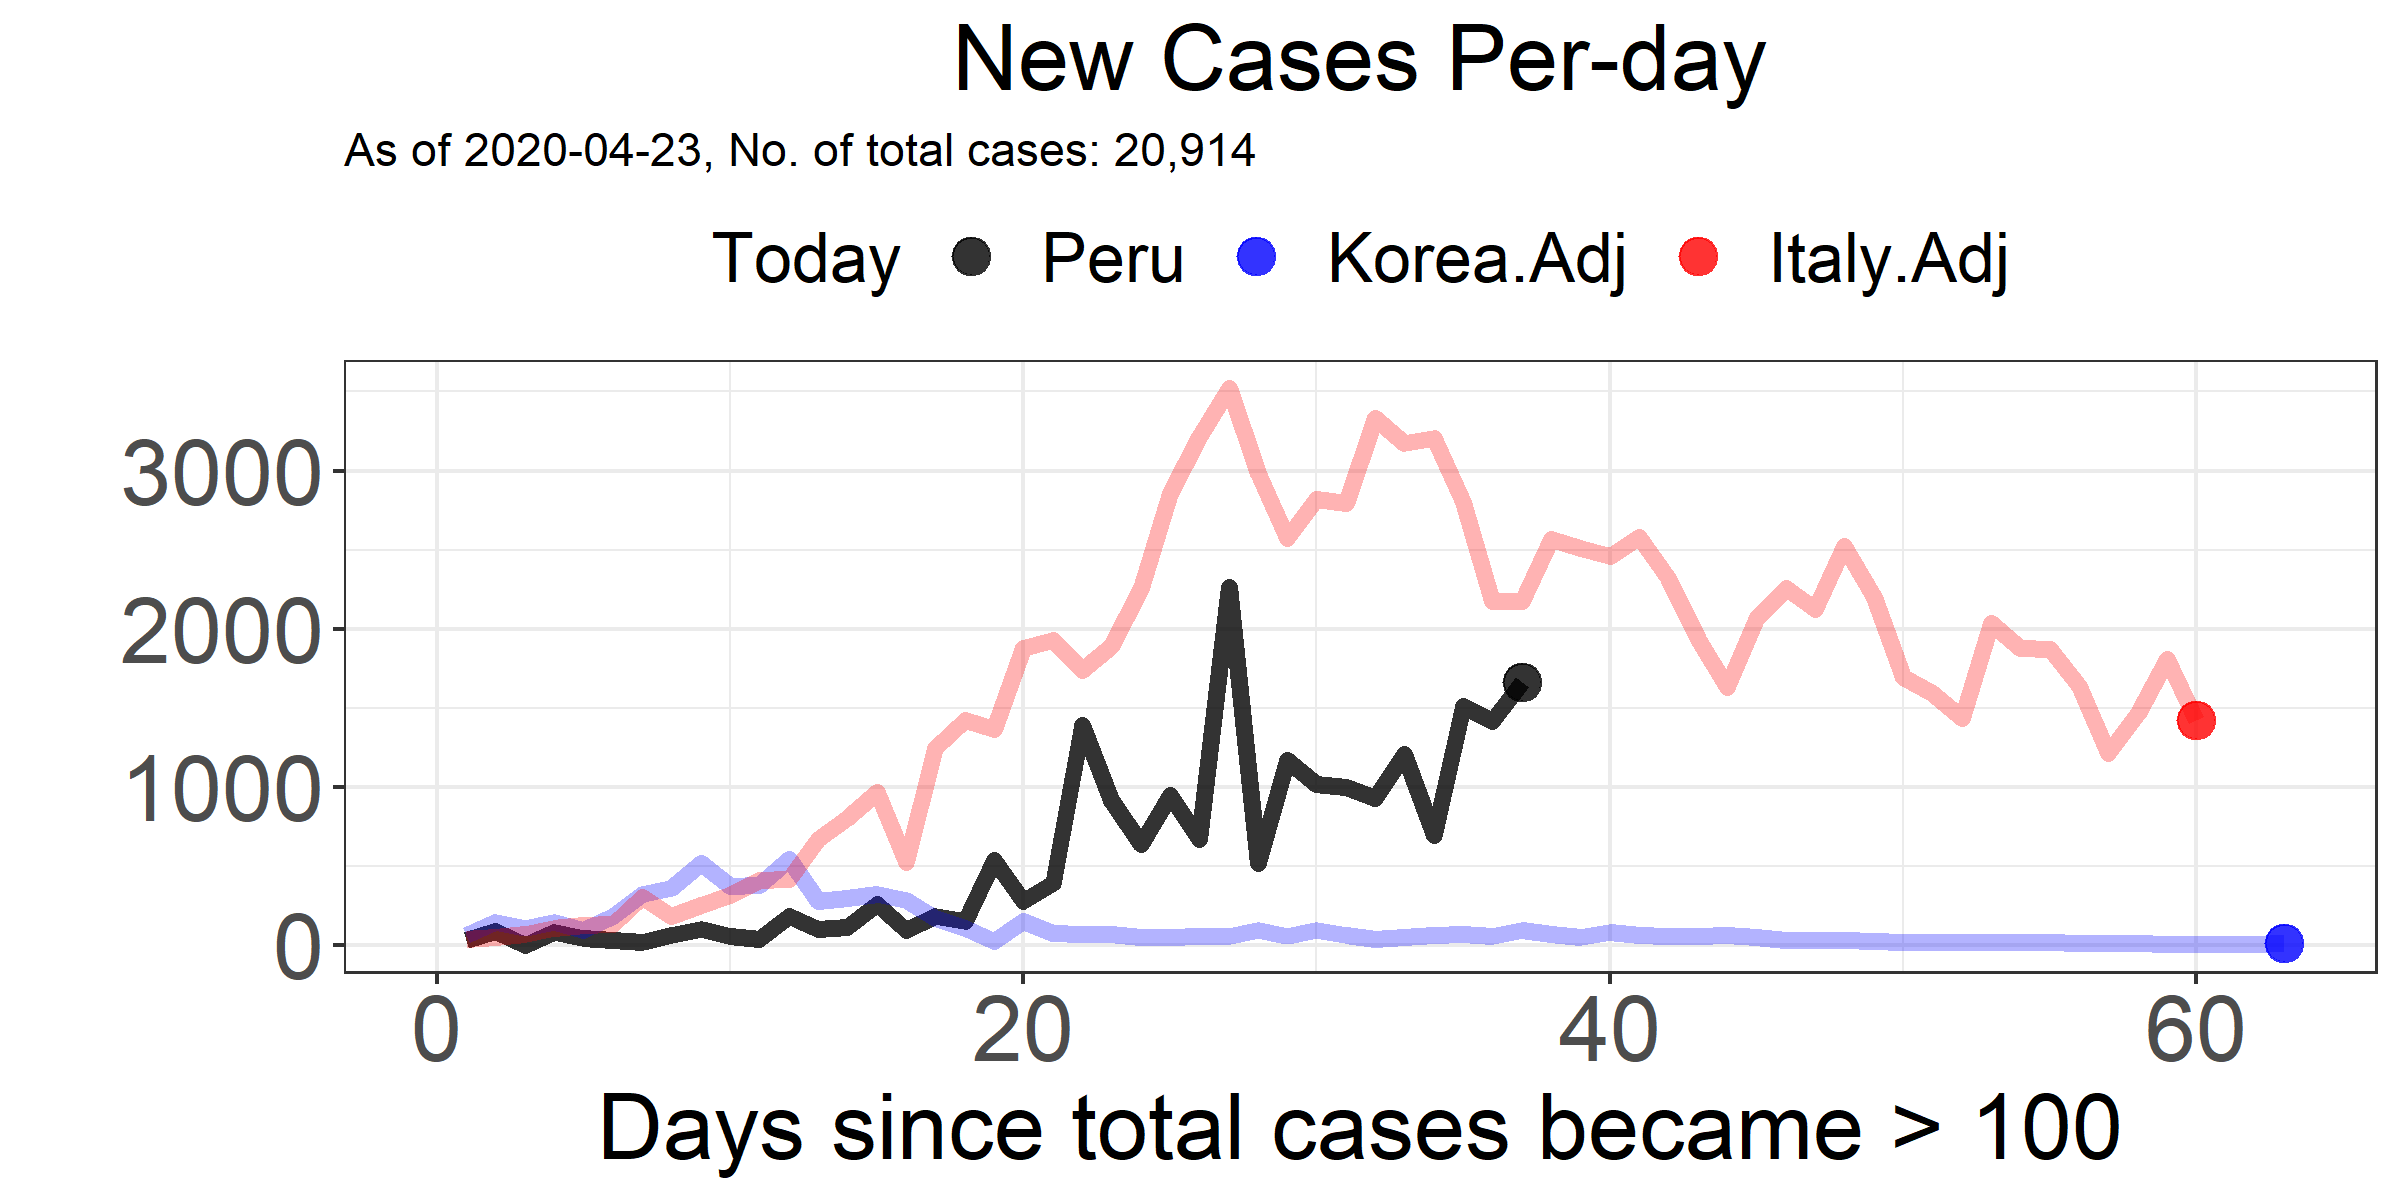 New Cases Per-day
As of 2020-04-23, No. of total cases: 20,914
Today Peru Korea.Adj Italy.Adj
3000
2000
1000
0
0 20 40 60
Days since total cases became > 100